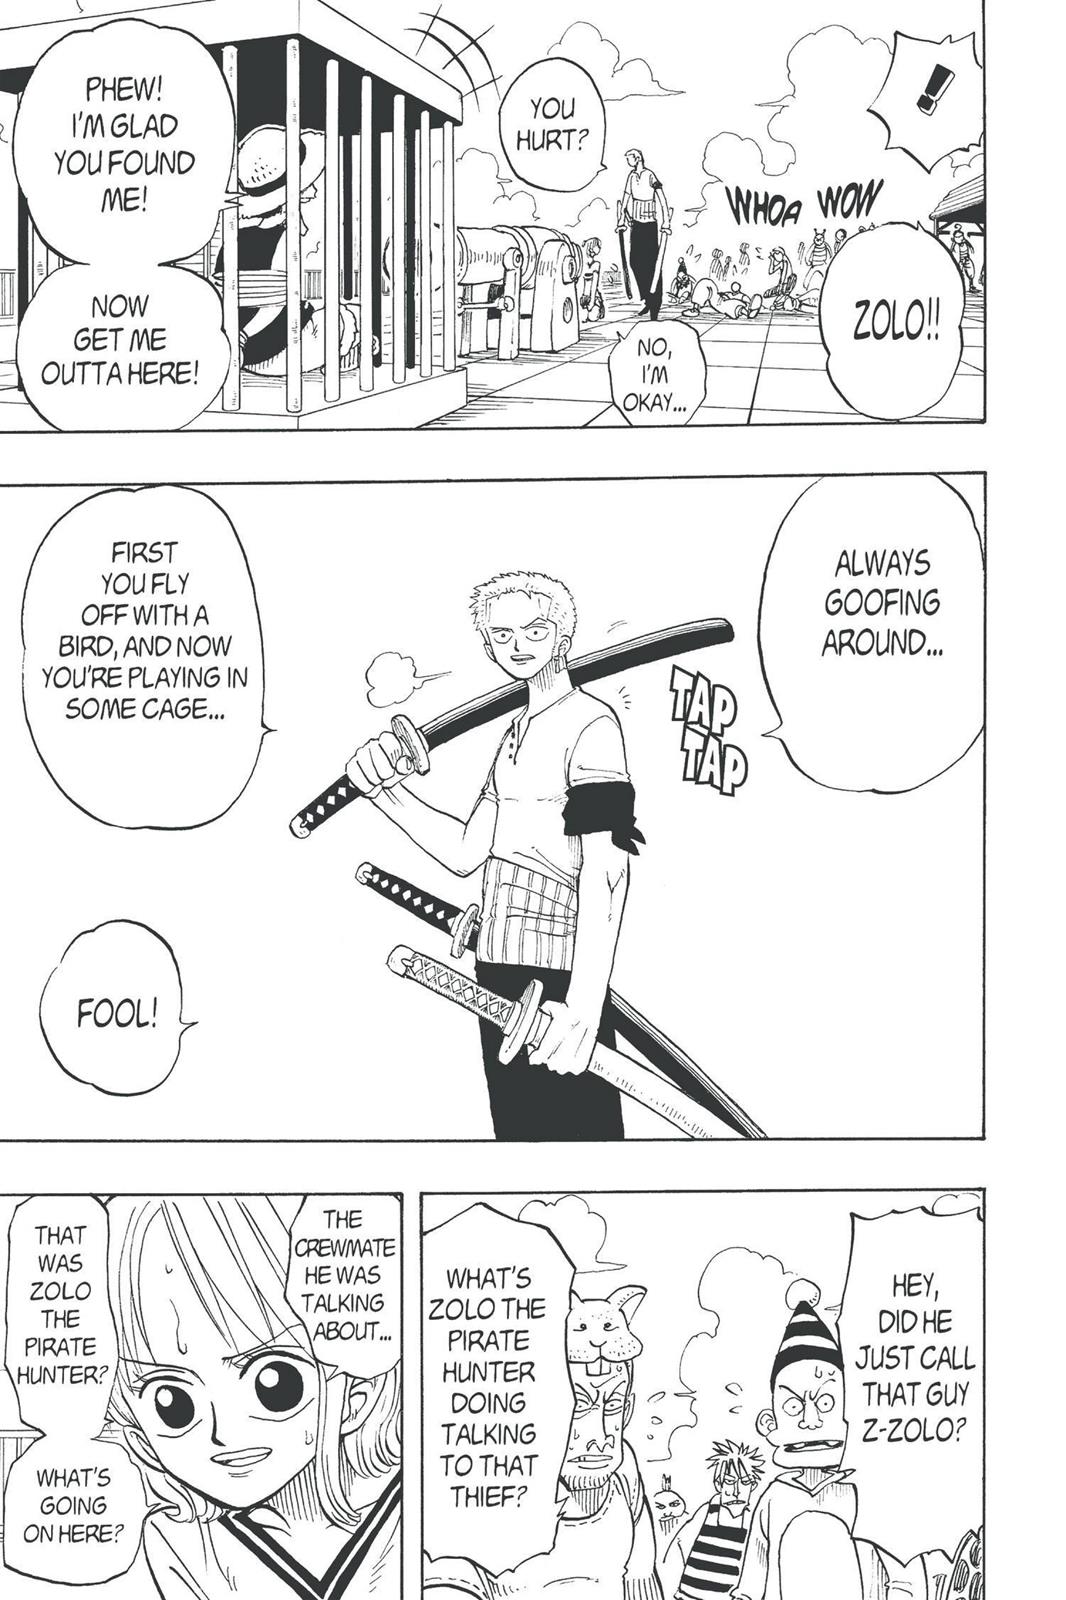 !
ZOLO!!
WHOA WOW
YOU
HURT?
NO,
I'M
OKAY...
PHEW!
I'M GLAD
YOU FOUND
ME!
NOW
GET ME
OUTTA HERE!
ALWAYS
GOOFING
AROUND...
TAP
TAP
FIRST
YOU FLY
OFF WITH A
BIRD, AND NOW
YOU'RE PLAYING IN
SOME CAGE...
FOOL!
HEY,
DID HE
JUST CALL
THAT GUY
Z-ZOLO?
WHAT'S
ZOLO THE
PIRATE
HUNTER
DOING
TALKING
TO THAT
THIEF?
THE
CREWMATE
HE WAS
TALKING
ABOUT...
THAT
WAS
ZOLO
THE
PIRATE
HUNTER?
WHAT'S
GOING
ON HERE?